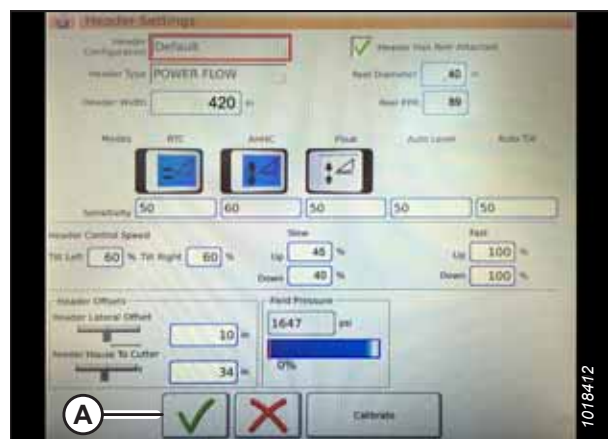 Header Settings
Header Configuration Default Header Has Reel Attached
Header Type POWER FLOW Reel Diameter 40 in
Header Width 420 in Reel PPR 89
Modes RTC AHHC Float Auto Level Auto Tilt
Sensitivity 50 60 50 50 50
Header Control Speed Slow Fast
Tilt Left 60 % Tilt Right 60 % Up 45 % Up 100 %
Down 40 % Down 100 %
Header Offsets Field Pressure
Header Lateral Offset 1647 psi
10 in
Feeder House To Cutter 0%
34 in
A Calibrate
1018412